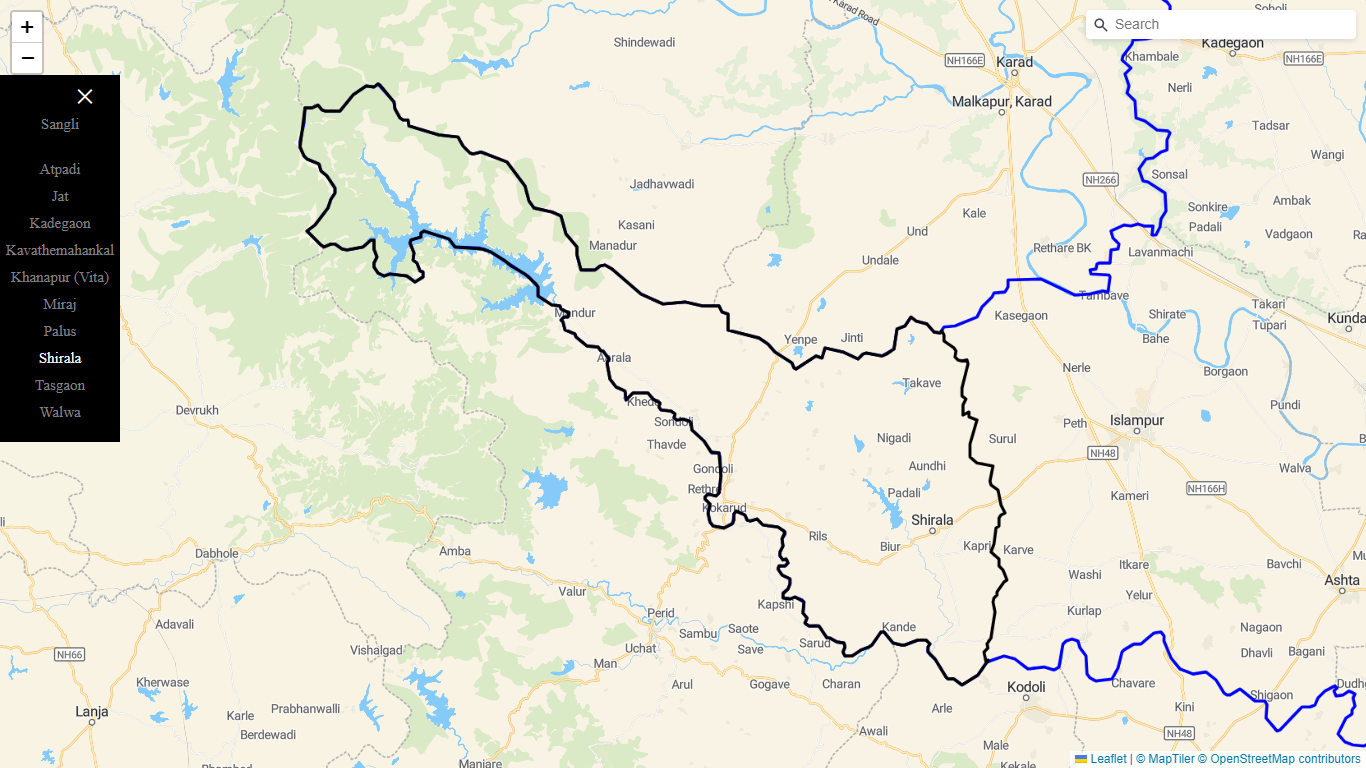 +
−
Search
Sangli
Atpadi
Jat
Kadegaon
Kavathemahankal
Khanapur (Vita)
Miraj
Palus
Shirala
Tasgaon
Walwa
Karad Road
Soholi
Shindewadi
Kadegaon
Khambale
NH166E
NH166E
Karad
Nerli
Malkapur, Karad
Tadsar
Wangi
Sonsal
NH266
Jadhavwadi
Ambak
Sonkire
Kale
Kasani
Padali
Und
Vadgaon
Manadur
Rethare BK
Lavanmachi
Undale
Tambave
Takari
Mandur
Kasegaon
Shirate
Kunda
Tupari
Yenpe
Jinti
Bahe
Aarala
Nerle
Borgaon
Takave
Khed
Pundi
Devrukh
Sondoli
Peth
Islampur
Thavde
Nigadi
Surul
NH48
Gondoli
Aundhi
Walva
Rethre
Padali
NH166H
Kameri
Kokarud
Shirala
Rils
Biur
Kapri
Karve
Amba
Dabhole
Itkare
Bavchi
Washi
Ashta
Valur
Yelur
Kapshi
Kurlap
Perid
Adavali
Saote
Kande
Nagaon
Sambu
Sarud
Uchat
Save
Vishalgad
Dhavli
Bagani
NH66
Man
Kherwase
Arul
Gogave
Charan
Kodoli
Chavare
Dudhg
Shigaon
Prabhanwalli
Arle
Kini
Lanja
Karle
Berdewadi
Awali
NH48
Male
Manjare
Kekale
Leaflet | © MapTiler © OpenStreetMap contributors